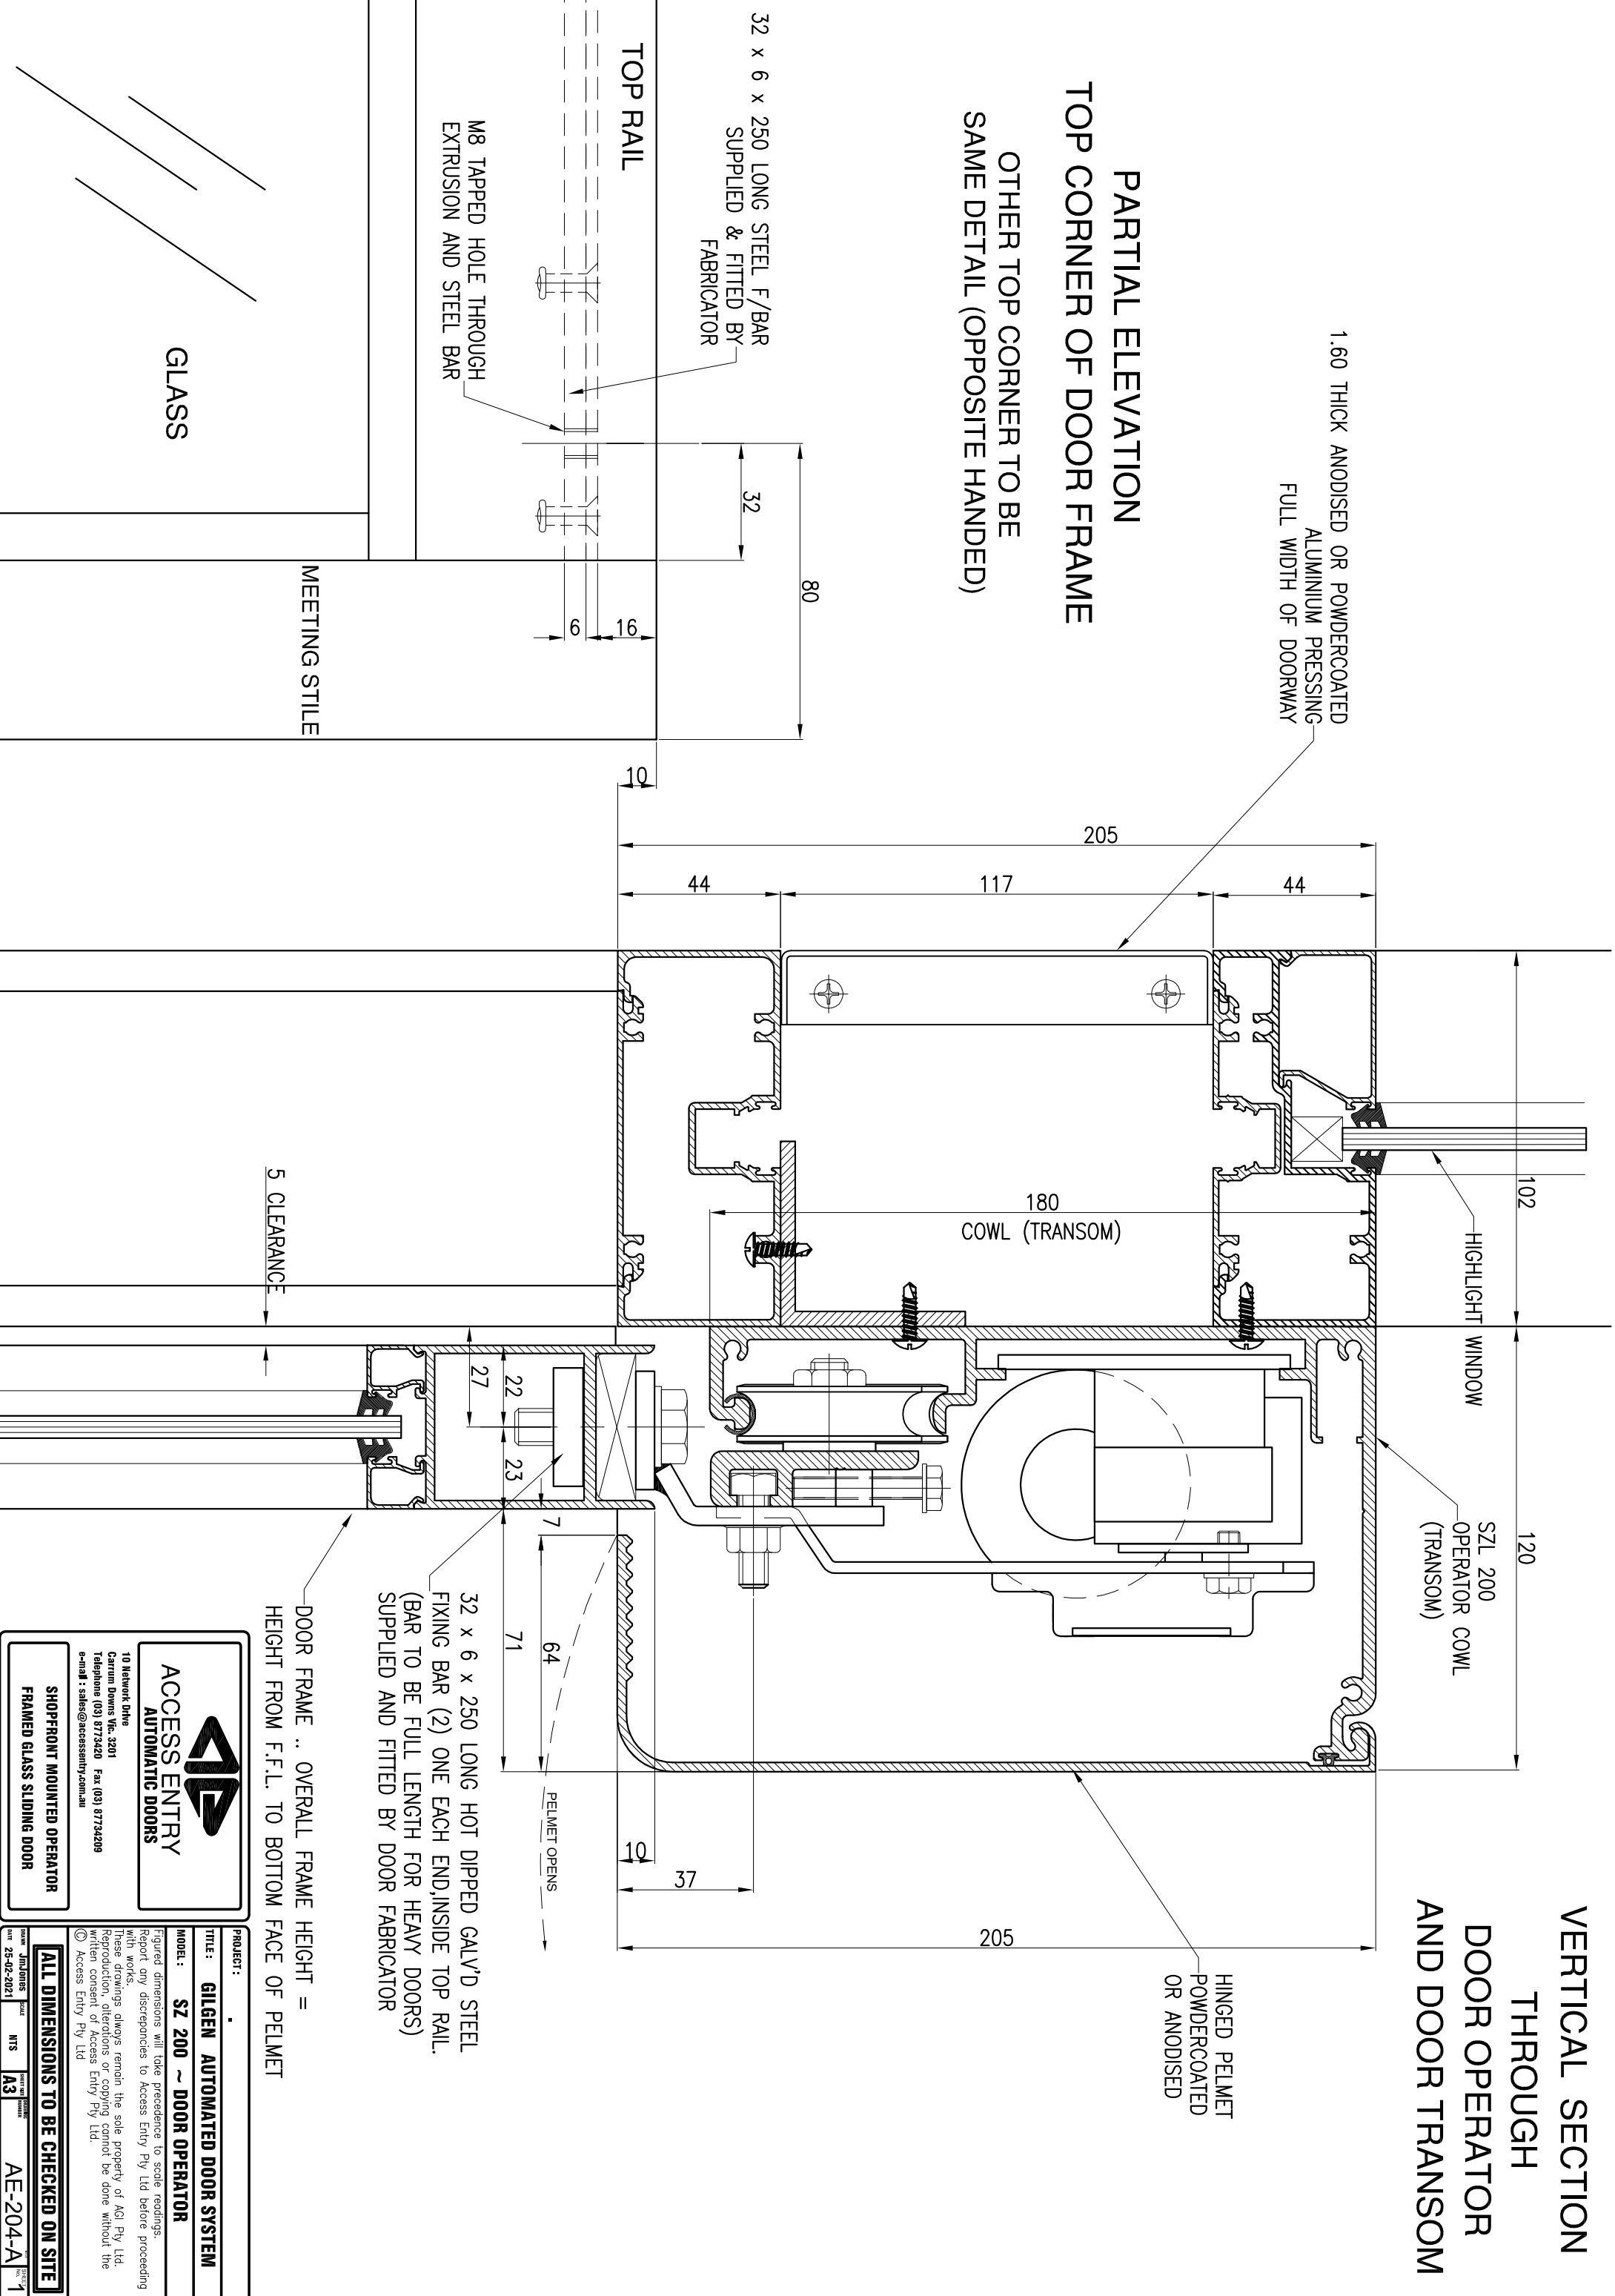 VERTICAL SECTION
THROUGH
DOOR OPERATOR
AND DOOR TRANSOM
PARTIAL ELEVATION
TOP CORNER OF DOOR FRAME
OTHER TOP CORNER TO BE
SAME DETAIL (OPPOSITE HANDED)
1.60 THICK ANODISED OR POWDERCOATED
ALUMINIUM PRESSING
FULL WIDTH OF DOORWAY
32 x 6 x 250 LONG STEEL F/BAR
SUPPLIED & FITTED BY
FABRICATOR
TOP RAIL
M8 TAPPED HOLE THROUGH
EXTRUSION AND STEEL BAR
GLASS
MEETING STILE
80
32
16
6
10
205
44
117
44
102
120
HIGHLIGHT WINDOW
SZL 200
OPERATOR COWL
(TRANSOM)
180
COWL (TRANSOM)
5 CLEARANCE
27
22
23
7
64
71
PELMET OPENS
10
37
205
HINGED PELMET
POWDERCOATED
OR ANODISED
32 x 6 x 250 LONG HOT DIPPED GALV'D STEEL
FIXING BAR (2) ONE EACH END,INSIDE TOP RAIL.
(BAR TO BE FULL LENGTH FOR HEAVY DOORS)
SUPPLIED AND FITTED BY DOOR FABRICATOR
DOOR FRAME .. OVERALL FRAME HEIGHT =
HEIGHT FROM F.F.L. TO BOTTOM FACE OF PELMET
ACCESS ENTRY
AUTOMATIC DOORS
10 Network Drive
Carrum Downs Vic. 3201
Telephone (03) 8773420 Fax (03) 87734209
e-mail : sales@accessentry.com.au
SHOPFRONT MOUNTED OPERATOR
FRAMED GLASS SLIDING DOOR
PROJECT : .
TITLE : GILGEN AUTOMATED DOOR SYSTEM
MODEL : SZ 200 ~ DOOR OPERATOR
Figured dimensions will take precedence to scale readings.
Report any discrepancies to Access Entry Pty Ltd before proceeding
with works.
These drawings always remain the sole property of AGI Pty Ltd.
Reproduction, alterations or copying cannot be done without the
written consent of Access Entry Pty Ltd.
© Access Entry Pty Ltd
ALL DIMENSIONS TO BE CHECKED ON SITE
DRAWN JmJones
DATE 25-02-2021
SCALE NTS
SHEET SIZE A3
AE-204-A
SHEET No. 1